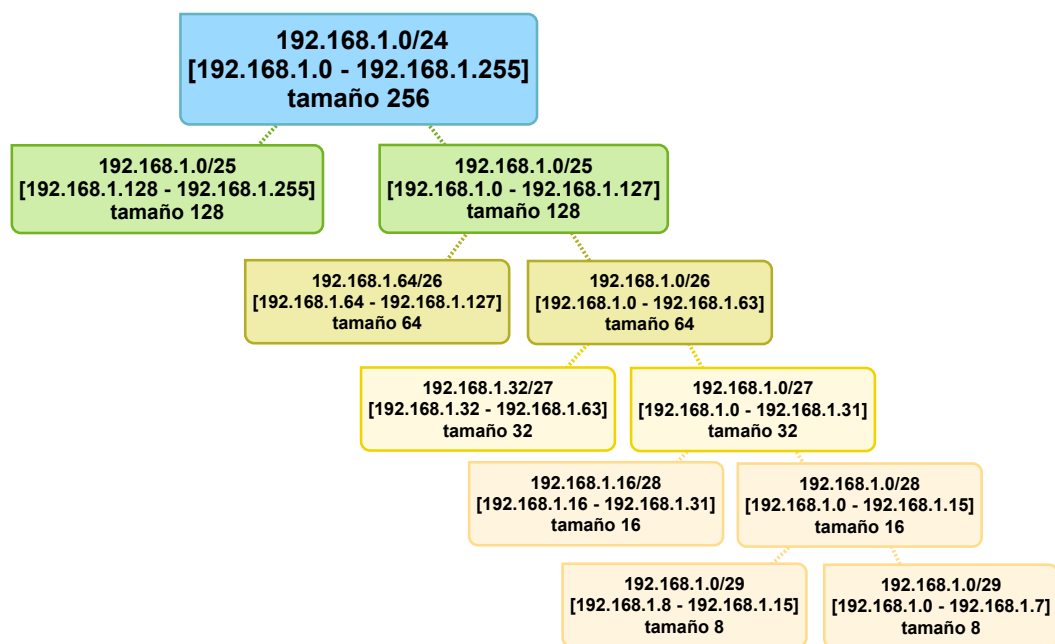 192.168.1.0/24
[192.168.1.0 - 192.168.1.255]
tamaño 256
192.168.1.0/25
[192.168.1.128 - 192.168.1.255]
tamaño 128
192.168.1.0/25
[192.168.1.0 - 192.168.1.127]
tamaño 128
192.168.1.64/26
[192.168.1.64 - 192.168.1.127]
tamaño 64
192.168.1.0/26
[192.168.1.0 - 192.168.1.63]
tamaño 64
192.168.1.32/27
[192.168.1.32 - 192.168.1.63]
tamaño 32
192.168.1.0/27
[192.168.1.0 - 192.168.1.31]
tamaño 32
192.168.1.16/28
[192.168.1.16 - 192.168.1.31]
tamaño 16
192.168.1.0/28
[192.168.1.0 - 192.168.1.15]
tamaño 16
192.168.1.0/29
[192.168.1.8 - 192.168.1.15]
tamaño 8
192.168.1.0/29
[192.168.1.0 - 192.168.1.7]
tamaño 8